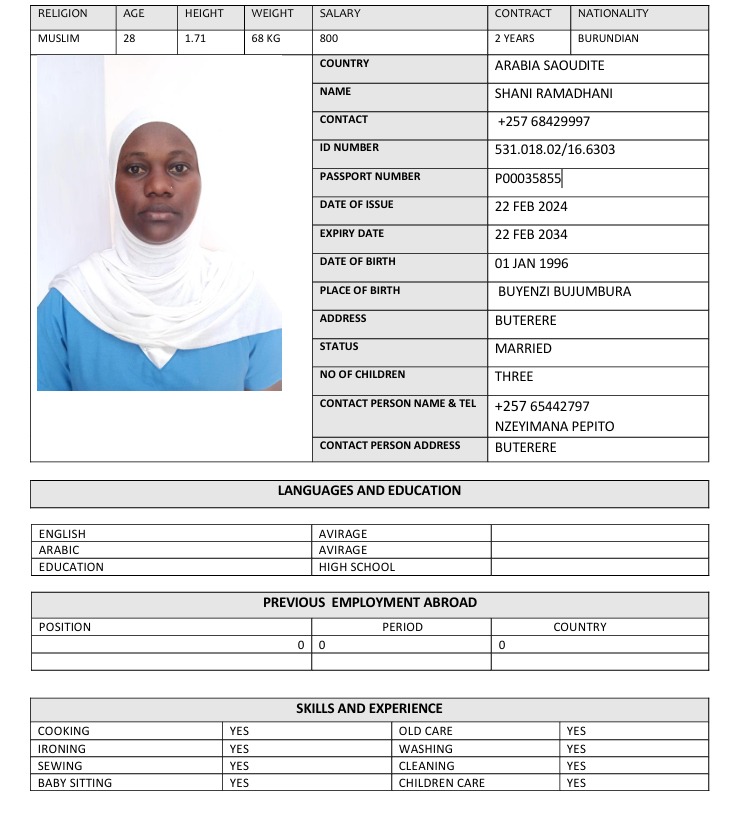 RELIGION AGE HEIGHT WEIGHT SALARY CONTRACT NATIONALITY
MUSLIM 28 1.71 68 KG 800 2 YEARS BURUNDIAN
COUNTRY ARABIA SAOUDITE
NAME SHANI RAMADHANI
CONTACT +257 68429997
ID NUMBER 531.018.02/16.6303
PASSPORT NUMBER P00035855
DATE OF ISSUE 22 FEB 2024
EXPIRY DATE 22 FEB 2034
DATE OF BIRTH 01 JAN 1996
PLACE OF BIRTH BUYENZI BUJUMBURA
ADDRESS BUTERERE
STATUS MARRIED
NO OF CHILDREN THREE
CONTACT PERSON NAME & TEL +257 65442797
NZEYIMANA PEPITO
CONTACT PERSON ADDRESS BUTERERE
LANGUAGES AND EDUCATION
ENGLISH AVIRAGE
ARABIC AVIRAGE
EDUCATION HIGH SCHOOL
PREVIOUS EMPLOYMENT ABROAD
POSITION PERIOD COUNTRY
0 0 0
SKILLS AND EXPERIENCE
COOKING YES OLD CARE YES
IRONING YES WASHING YES
SEWING YES CLEANING YES
BABY SITTING YES CHILDREN CARE YES